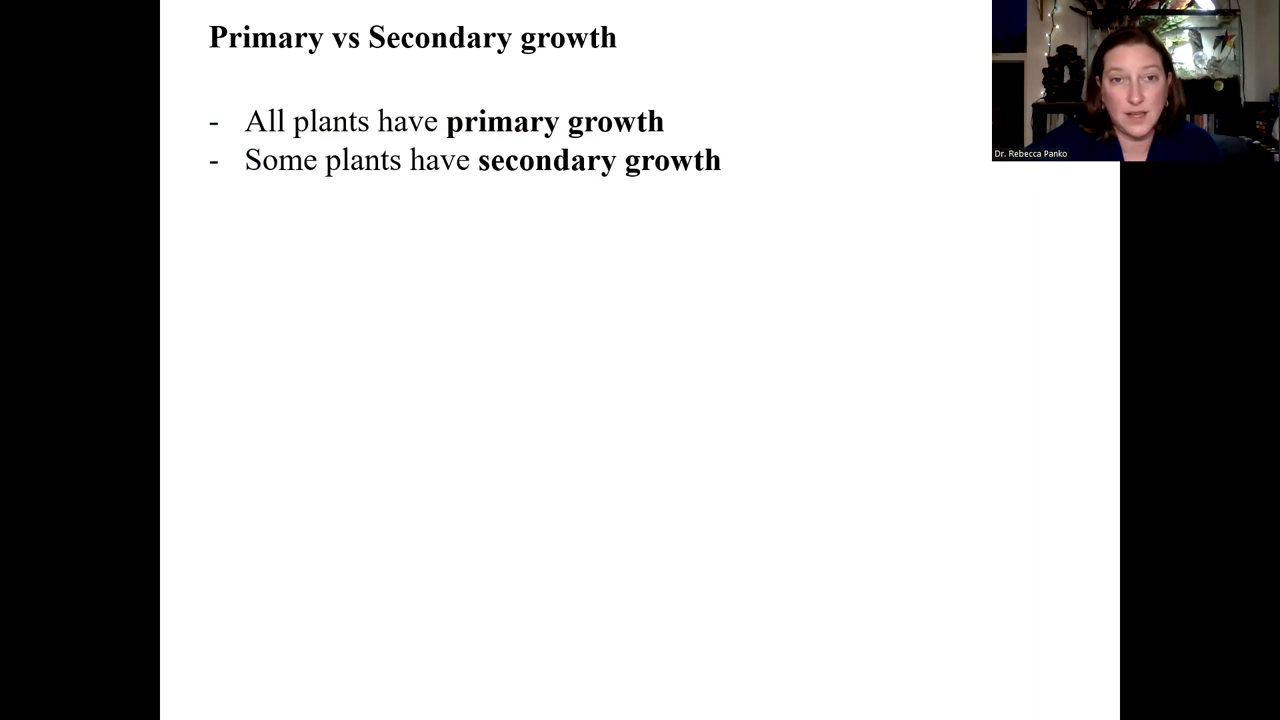 Primary vs Secondary growth
- All plants have primary growth
- Some plants have secondary growth
Dr. Rebecca Panko